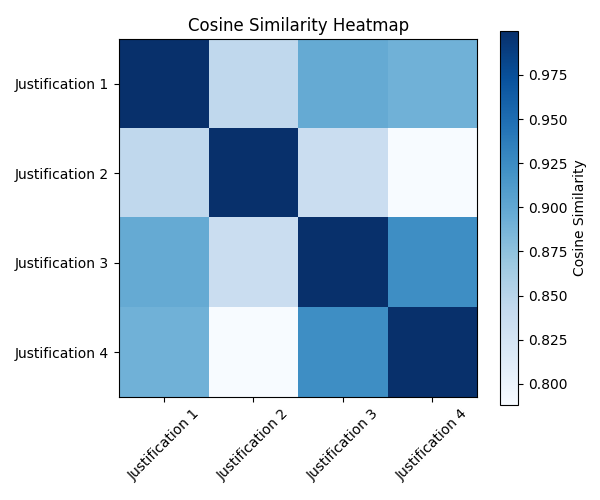 Cosine Similarity Heatmap
Justification 1
Justification 2
Justification 3
Justification 4
Justification 1
Justification 2
Justification 3
Justification 4
0.975
0.950
0.925
0.900
0.875
0.850
0.825
0.800
Cosine Similarity